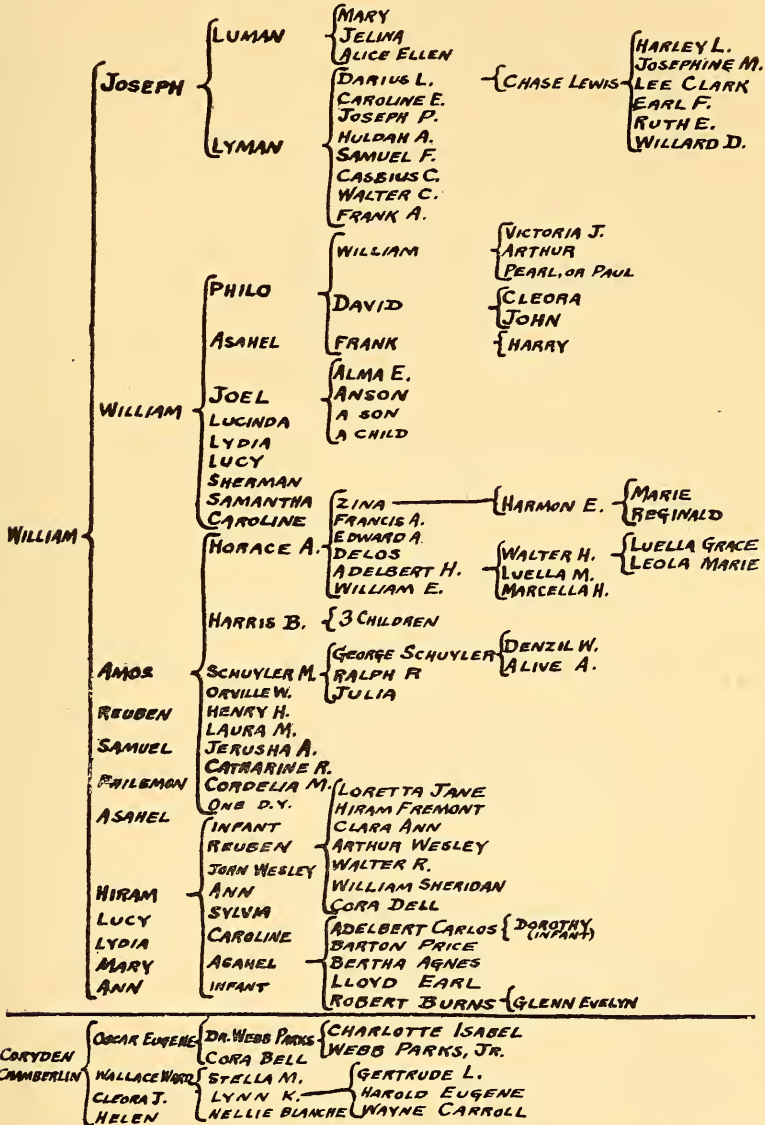 MARY
LUMAN JELINA
ALICE ELLEN
JOSEPH
DARIUS L. CHASE LEWIS
CAROLINE E.
JOSEPH P.
LYMAN HULDAH A.
SAMUEL F.
CASSIUS C.
WALTER C.
FRANK A.
HARLEY L.
JOSEPHINE M.
LEE CLARK
EARL F.
RUTH E.
WILLARD D.
WILLIAM
PHILO
ASAHEL
JOEL
LUCINDA
LYDIA
LUCY
SHERMAN
SAMANTHA
CAROLINE
WILLIAM
DAVID
FRANK
VICTORIA J.
ARTHUR
PEARL, OR PAUL
CLEORA
JOHN
HARRY
ALMA E.
ANSON
A SON
A CHILD
WILLIAM
AMOS
HORACE A.
HARRIS B. 3 CHILDREN
SCHUYLER M.
ORVILLE W.
HENRY H.
LAURA M.
JERUSHA A.
CATHARINE R.
CORDELIA M.
ONE D.Y.
ZINA HARMON E.
FRANCIS A.
EDWARD A.
DELOS
ADELBERT H.
WILLIAM E.
MARIE
REGINALD
WALTER H.
LUELLA M.
MARCELLA H.
LUELLA GRACE
LEOLA MARIE
GEORGE SCHUYLER
RALPH R
JULIA
DENZIL W.
ALIVE A.
REUBEN
SAMUEL
PHILEMON
ASAHEL
HIRAM
LUCY
LYDIA
MARY
ANN
INFANT
REUBEN
JOHN WESLEY
ANN
SYLVIA
CAROLINE
ASAHEL
INFANT
LORETTA JANE
HIRAM FREMONT
CLARA ANN
ARTHUR WESLEY
WALTER R.
WILLIAM SHERIDAN
CORA DELL
ADELBERT CARLOS DOROTHY
(INFANT)
BARTON PRICE
BERTHA AGNES
LLOYD EARL
ROBERT BURNS GLENN EVELYN
CORYDEN
CHAMBERLIN
OSCAR EUGENE
WALLACE WARD
CLEORA J.
HELEN
DR. WEBB PARKS
CORA BELL
CHARLOTTE ISABEL
WEBB PARKS, JR.
STELLA M.
LYNN K.
NELLIE BLANCHE
GERTRUDE L.
HAROLD EUGENE
WAYNE CARROLL